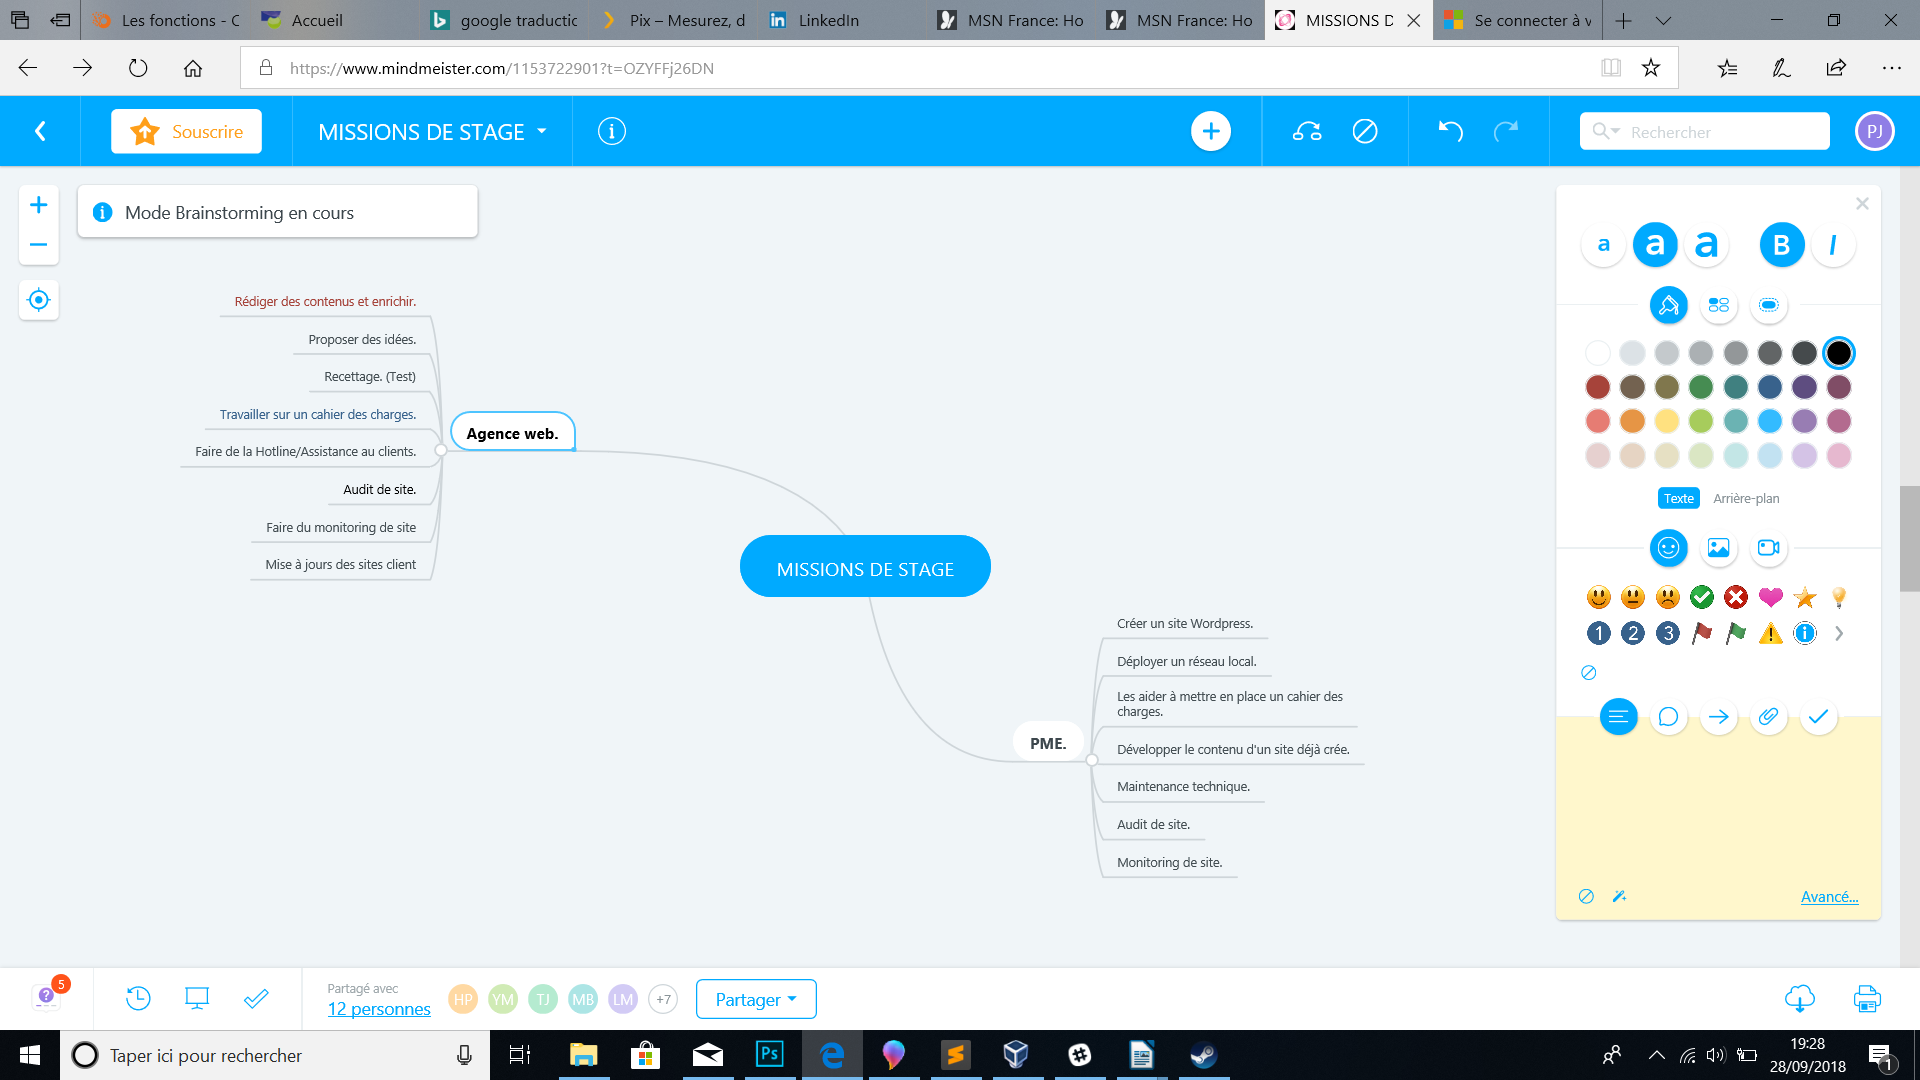 Les fonctions - C
Accueil
google traductic
Pix – Mesurez, d
LinkedIn
MSN France: Ho
MSN France: Ho
MISSIONS D
Se connecter à v
https://www.mindmeister.com/1153722901?t=OZYFFj26DN
Souscrire
MISSIONS DE STAGE
Rechercher
PJ
Mode Brainstorming en cours
a a a B I
Rédiger des contenus et enrichir.
Proposer des idées.
Recettage. (Test)
Travailler sur un cahier des charges.
Faire de la Hotline/Assistance au clients.
Audit de site.
Faire du monitoring de site
Mise à jours des sites client
Agence web.
MISSIONS DE STAGE
PME.
Créer un site Wordpress.
Déployer un réseau local.
Les aider à mettre en place un cahier des
charges.
Développer le contenu d'un site déjà crée.
Maintenance technique.
Audit de site.
Monitoring de site.
Texte Arrière-plan
1 2 3
Avancé...
5
Partagé avec
12 personnes
HP YM TJ MB LM +7
Partager
Taper ici pour rechercher
Ps
19:28
28/09/2018
1